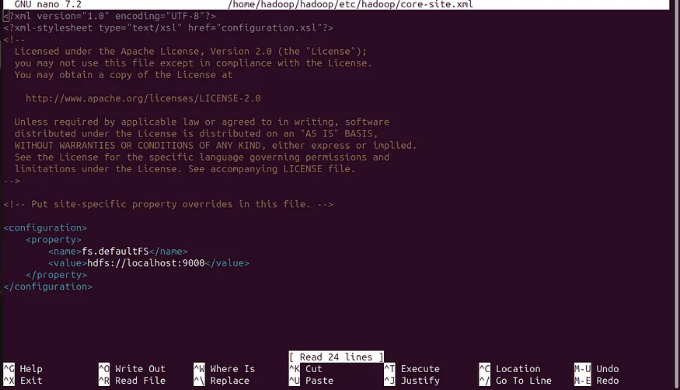 GNU nano 7.2 /home/hadoop/hadoop/etc/hadoop/core-site.xml
<?xml version="1.0" encoding="UTF-8"?>
<?xml-stylesheet type="text/xsl" href="configuration.xsl"?>
<!--
Licensed under the Apache License, Version 2.0 (the "License");
you may not use this file except in compliance with the License.
You may obtain a copy of the License at
http://www.apache.org/licenses/LICENSE-2.0
Unless required by applicable law or agreed to in writing, software
distributed under the License is distributed on an "AS IS" BASIS,
WITHOUT WARRANTIES OR CONDITIONS OF ANY KIND, either express or implied.
See the License for the specific language governing permissions and
limitations under the License. See accompanying LICENSE file.
-->
<!-- Put site-specific property overrides in this file. -->
<configuration>
<property>
<name>fs.defaultFS</name>
<value>hdfs://localhost:9000</value>
</property>
</configuration>
[ Read 24 lines ]
^G Help ^O Write Out ^W Where Is ^K Cut ^T Execute ^C Location M-U Undo
^X Exit ^R Read File ^\ Replace ^U Paste ^J Justify ^/ Go To Line M-E Redo